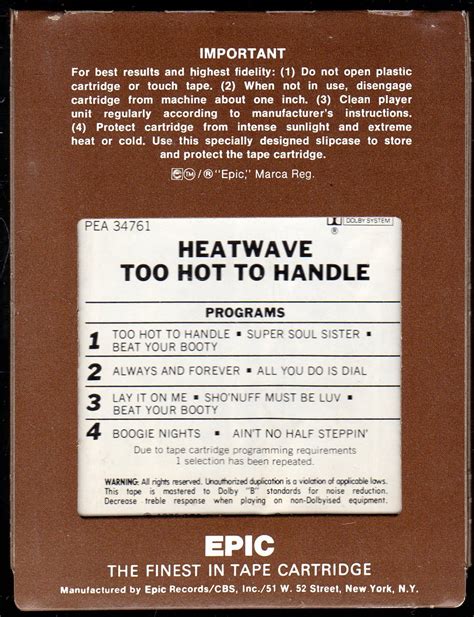 IMPORTANT
For best results and highest fidelity: (1) Do not open plastic
cartridge or touch tape. (2) When not in use, disengage
cartridge from machine about one inch. (3) Clean player
unit regularly according to manufacturer's instructions.
(4) Protect cartridge from intense sunlight and extreme
heat or cold. Use this specially designed slipcase to store
and protect the tape cartridge.
TM/® "Epic," Marca Reg.
PEA 34761
DOLBY SYSTEM
®
HEATWAVE
TOO HOT TO HANDLE
PROGRAMS
1 TOO HOT TO HANDLE ▪ SUPER SOUL SISTER ▪
BEAT YOUR BOOTY
2 ALWAYS AND FOREVER ▪ ALL YOU DO IS DIAL
3 LAY IT ON ME ▪ SHO'NUFF MUST BE LUV ▪
BEAT YOUR BOOTY
4 BOOGIE NIGHTS ▪ AIN'T NO HALF STEPPIN'
Due to tape cartridge programming requirements
1 selection has been repeated.
WARNING: All rights reserved. Unauthorized duplication is a violation of applicable laws.
This tape is mastered to Dolby "B" standards for noise reduction.
Decrease treble response when playing on non-Dolbyised equipment.
EPIC
THE FINEST IN TAPE CARTRIDGE
Manufactured by Epic Records/CBS, Inc./51 W. 52 Street, New York, N.Y.